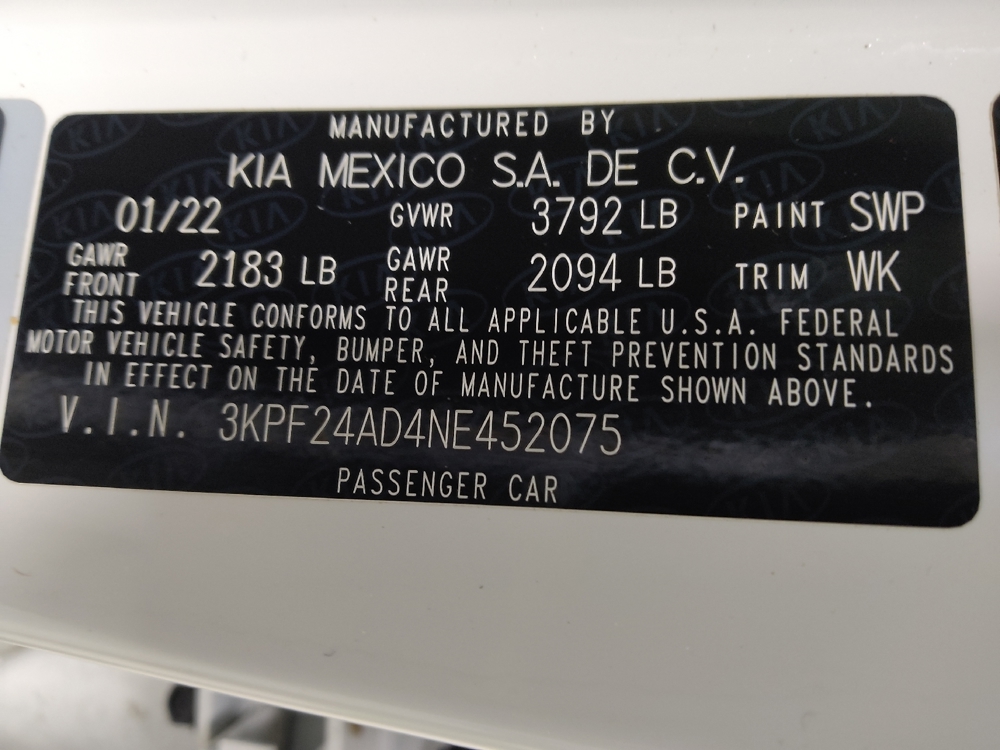 MANUFACTURED BY
KIA MEXICO S.A. DE C.V.
01/22 GVWR 3792 LB PAINT SWP
GAWR FRONT 2183 LB GAWR REAR 2094 LB TRIM WK
THIS VEHICLE CONFORMS TO ALL APPLICABLE U.S.A. FEDERAL
MOTOR VEHICLE SAFETY, BUMPER, AND THEFT PREVENTION STANDARDS
IN EFFECT ON THE DATE OF MANUFACTURE SHOWN ABOVE.
V.I.N. 3KPF24AD4NE452075
PASSENGER CAR